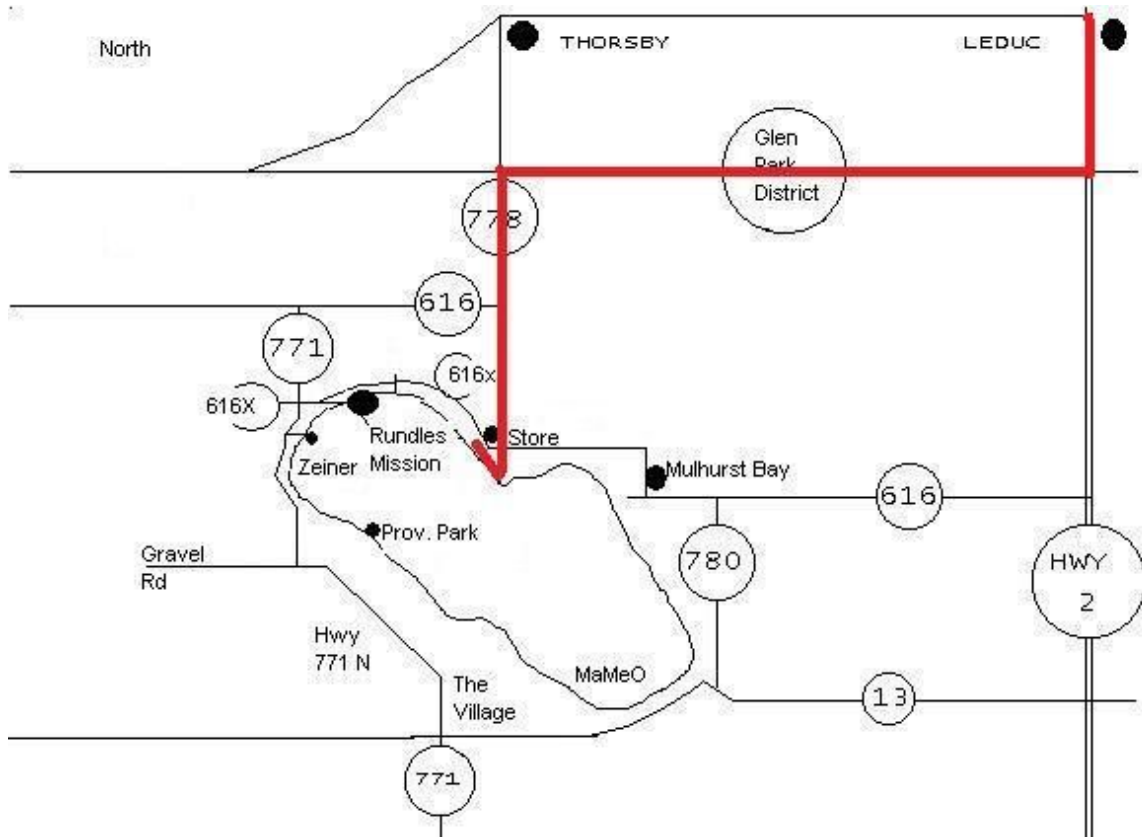 North
THORSBY
LEDUC
Glen
Park
District
778
616
771
616x
616X
Rundles
Mission
Store
Zeiner
Mulhurst Bay
616
Prov. Park
Gravel
Rd
780
HWY
2
Hwy
771 N
MaMeO
The
Village
13
771